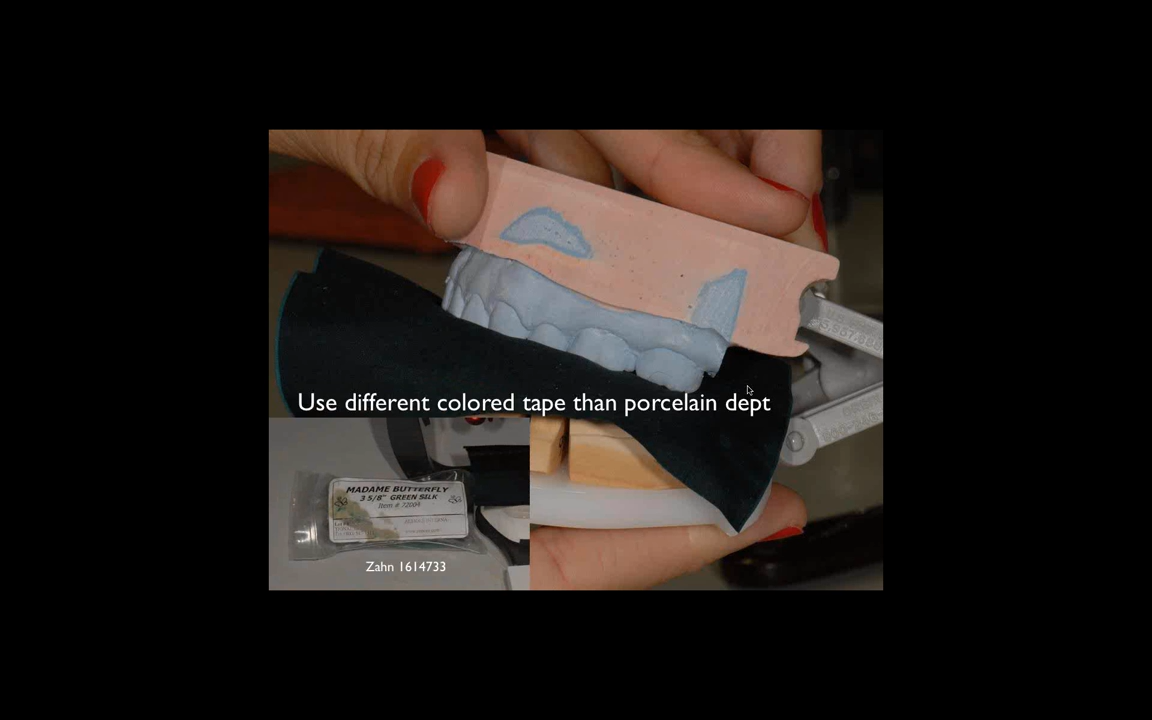 Use different colored tape than porcelain dept
MADAME BUTTERFLY
3 5/8" GREEN SILK
Item # 72004
Zahn 1614733